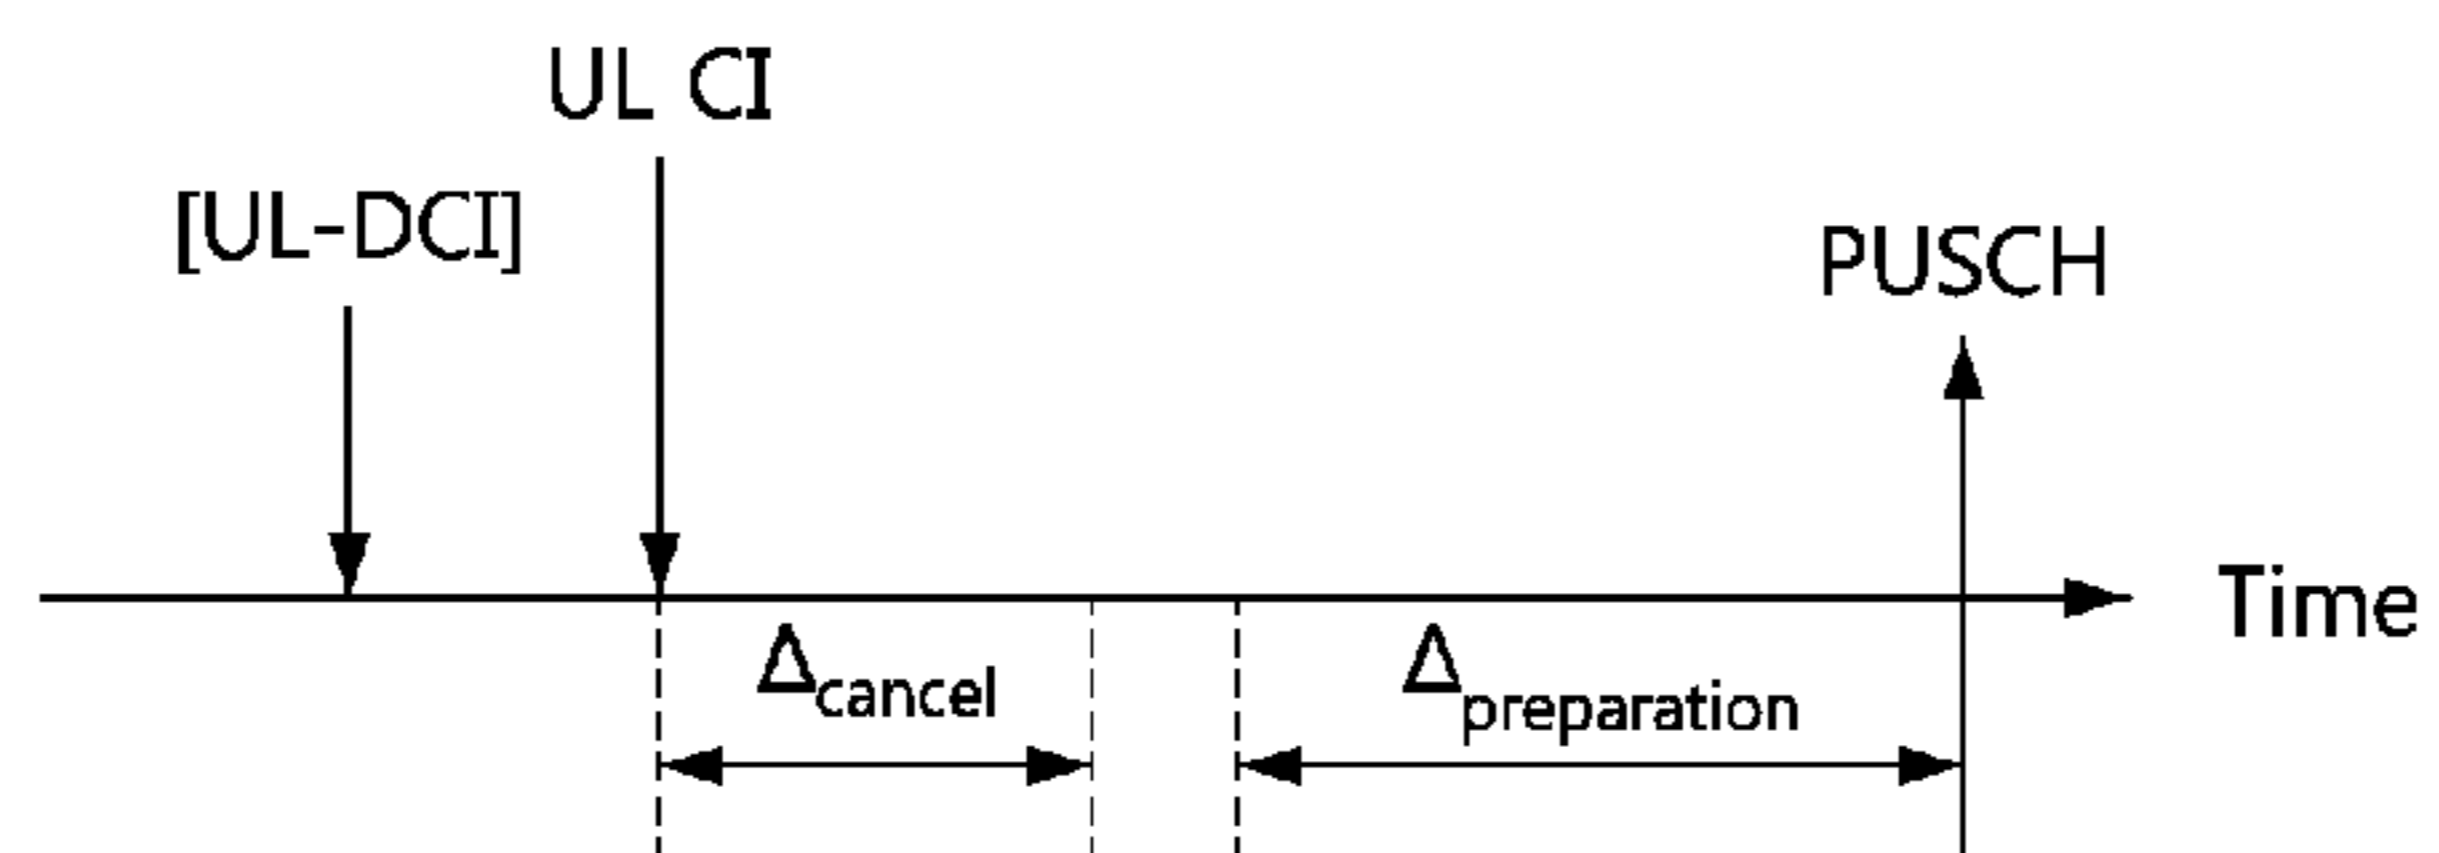 UL CI
[UL-DCI]
PUSCH
Time
Δcancel
Δpreparation